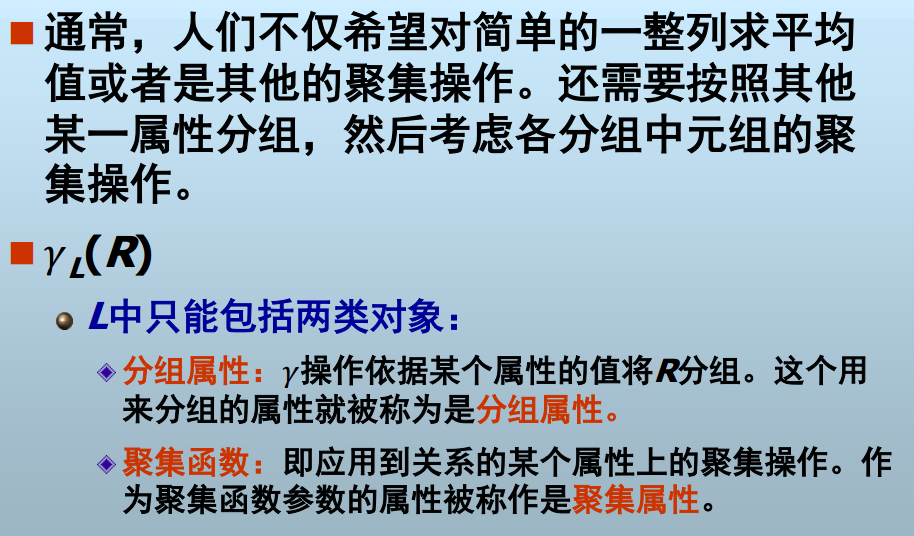 通常，人们不仅希望对简单的一整列求平均
值或者是其他的聚集操作。还需要按照其他
某一属性分组，然后考虑各分组中元组的聚
集操作。
γL(R)
L中只能包括两类对象：
分组属性：γ操作依据某个属性的值将R分组。这个用
来分组的属性就被称为是分组属性。
聚集函数：即应用到关系的某个属性上的聚集操作。作
为聚集函数参数的属性被称作是聚集属性。